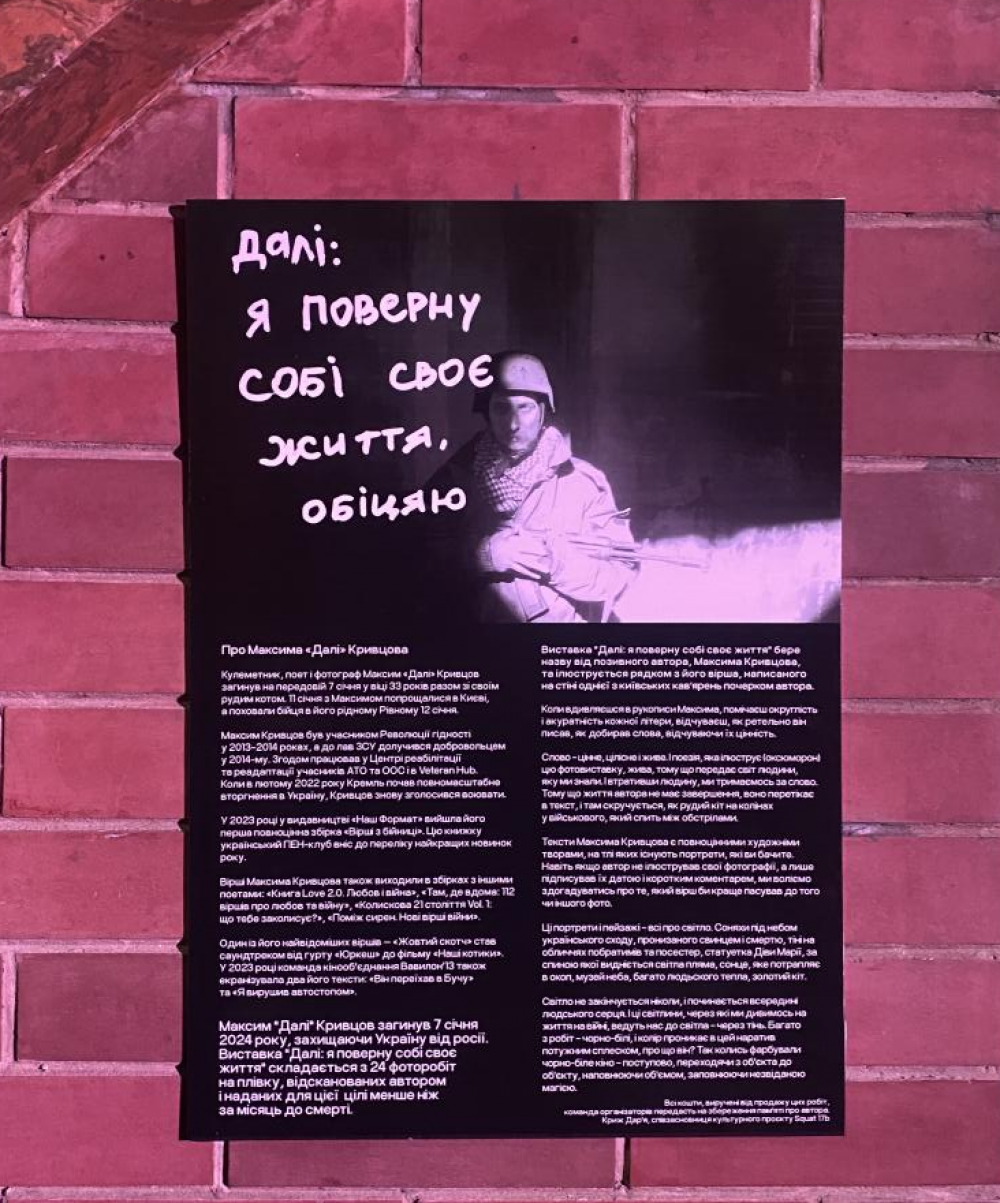 Далі:
я поверну
собі своє
життя,
обіцяю
Про Максима «Далі» Кривцова
Кулеметник, поет і фотограф Максим «Далі» Кривцов
загинув на передовій 7 січня у віці 33 років разом зі своїм
рудим котом. 11 січня з Максимом попрощалися в Києві,
а поховали бійця в його рідному Рівному 12 січня.
Максим Кривцов був учасником Революції гідності
у 2013–2014 роках, а до лав ЗСУ долучився добровольцем
у 2014-му. Згодом працював у Центрі реабілітації
та реадаптації учасників АТО та ООС і в Veteran Hub.
Коли в лютому 2022 року Кремль почав повномасштабне
вторгнення в Україну, Кривцов знову зголосився воювати.
У 2023 році у видавництві «Наш Формат» вийшла його
перша повноцінна збірка «Вірші з бійниці». Цю книжку
український ПЕН-клуб вніс до переліку найкращих новинок
року.
Вірші Максима Кривцова також виходили в збірках з іншими
поетами: «Книга Love 2.0. Любов і війна», «Там, де вдома: 112
віршів про любов та війну», «Колискова 21 століття Vol. 1:
що тебе заколисує?», «Поміж сирен. Нові вірші війни».
Один із його найвідоміших віршів — «Жовтий скотч» став
саундтреком від гурту «Юркеш» до фільму «Наші котики».
У 2023 році команда кінооб'єднання Вавилон'13 також
екранізувала два його тексти: «Він переїхав в Бучу»
та «Я вирушив автостопом».
Максим "Далі" Кривцов загинув 7 січня
2024 року, захищаючи Україну від росії.
Виставка "Далі: я поверну собі своє
життя" складається з 24 фоторобіт
на плівку, відсканованих автором
і наданих для цієї цілі менше ніж
за місяць до смерті.
Виставка "Далі: я поверну собі своє життя" бере
назву від позивного автора, Максима Кривцова,
та ілюструється рядком з його вірша, написаного
на стіні однієї з київських кав'ярень почерком автора.
Коли вдивляєшся в рукописи Максима, помічаєш округлість
і акуратність кожної літери, відчуваєш, як ретельно він
писав, як добирав слова, відчуваючи їх цінність.
Слово – цінне, цілісне і живе. І поезія, яка ілюструє (оксюморон)
цю фотовиставку, жива, тому що передає світ людини,
яку ми знали. І втративши людину, ми тримаємось за слово.
Тому що життя автора не має завершення, воно перетікає
в текст, і там скручується, як рудий кіт на колінах
у військового, який спить між обстрілами.
Тексти Максима Кривцова є повноцінними художніми
творами, на тлі яких існують портрети, які ви бачите.
Навіть якщо автор не ілюстрував свої фотографії, а лише
підписував їх датою і коротким коментарем, ми воліємо
здогадуватись про те, який вірш би краще пасував до того
чи іншого фото.
Ці портрети і пейзажі – всі про світло. Соняхи під небом
українського сходу, пронизаного свинцем і смертю, тіні на
обличчях побратимів та посестер, статуетка Діви Марії, за
спиною якої видніється світла пляма, сонце, яке потрапляє
в окоп, музей неба, багато людського тепла, золотий кіт.
Світло не закінчується ніколи, і починається всередині
людського серця. І ці світлини, через які ми дивимось на
життя на війні, ведуть нас до світла – через тінь. Багато
з робіт – чорно-білі, і колір проникає в цей наратив
потужним сплеском, про що він? Так колись фарбували
чорно-біле кіно – поступово, переходячи з об'єкта до
об'єкту, наповнюючи об'ємом, заповнюючи незвіданою
магією.
Всі кошти, виручені від продажу цих робіт,
команда організаторів передасть на збереження пам'яті про автора.
Криж Дар'я, співзасновниця культурного проєкту Squat 17b